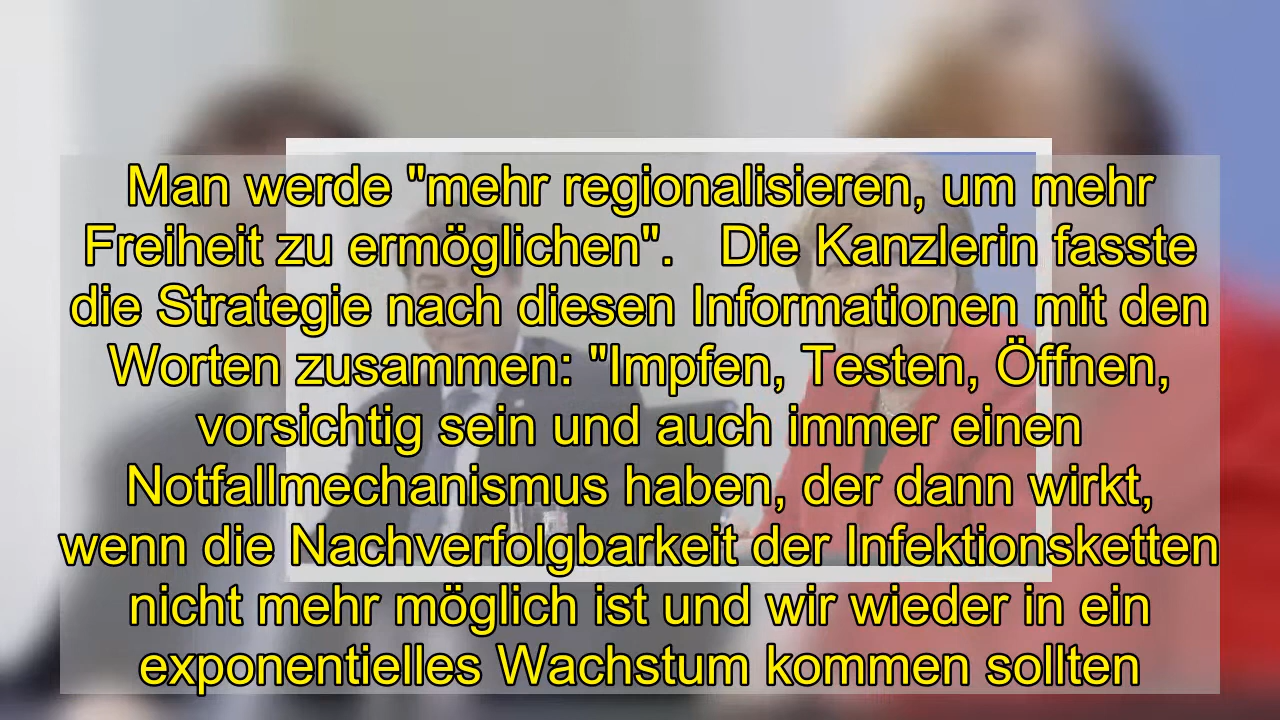 Man werde "mehr regionalisieren, um mehr
Freiheit zu ermöglichen".   Die Kanzlerin fasste
die Strategie nach diesen Informationen mit den
Worten zusammen: "Impfen, Testen, Öffnen,
vorsichtig sein und auch immer einen
Notfallmechanismus haben, der dann wirkt,
wenn die Nachverfolgbarkeit der Infektionsketten
nicht mehr möglich ist und wir wieder in ein
exponentielles Wachstum kommen sollten